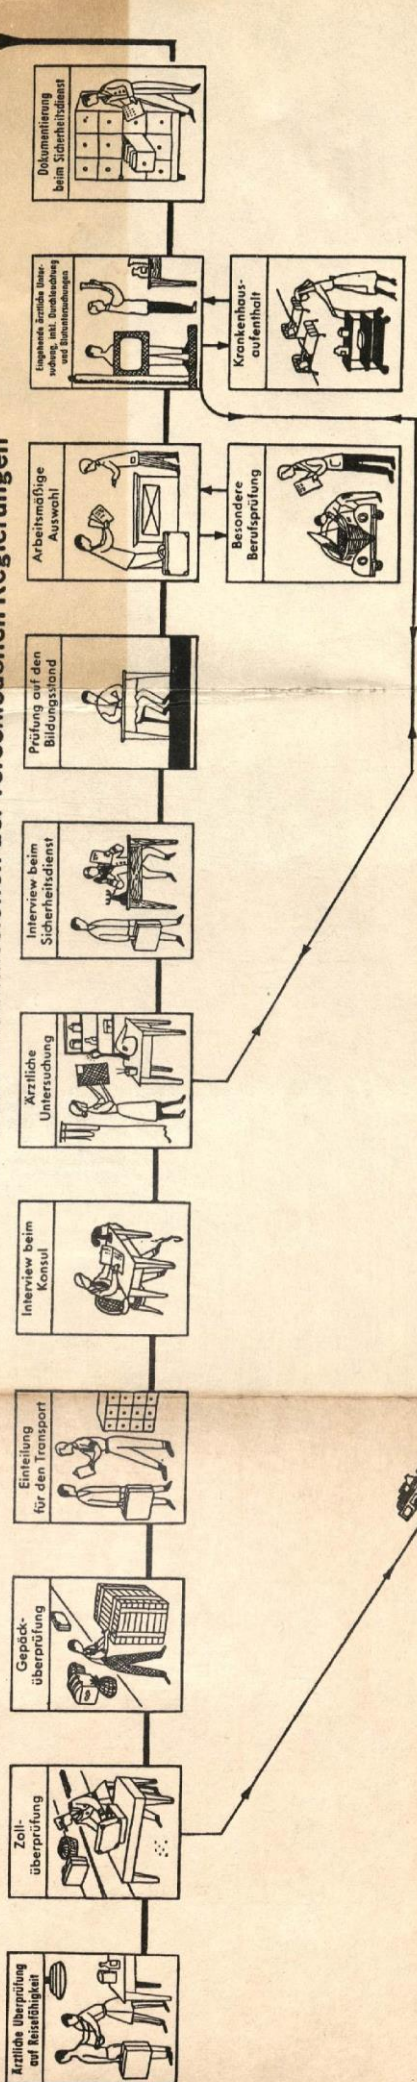 der verschiedenen Regierungen
Dokumentierung
beim Sicherheitsdienst
Eingehende ärztliche Unter-
suchung, inkl. Durchleuchtung
und Blutuntersuchungen
Krankenhaus-
aufenthalt
Arbeitsmäßige
Auswahl
Besondere
Berufsprüfung
Prüfung auf den
Bildungsstand
Interview beim
Sicherheitsdienst
Ärztliche
Untersuchung
Interview beim
Konsul
Einteilung
für den Transport
Gepäck-
überprüfung
Zoll-
überprüfung
Ärztliche Überprüfung
auf Reisefähigkeit